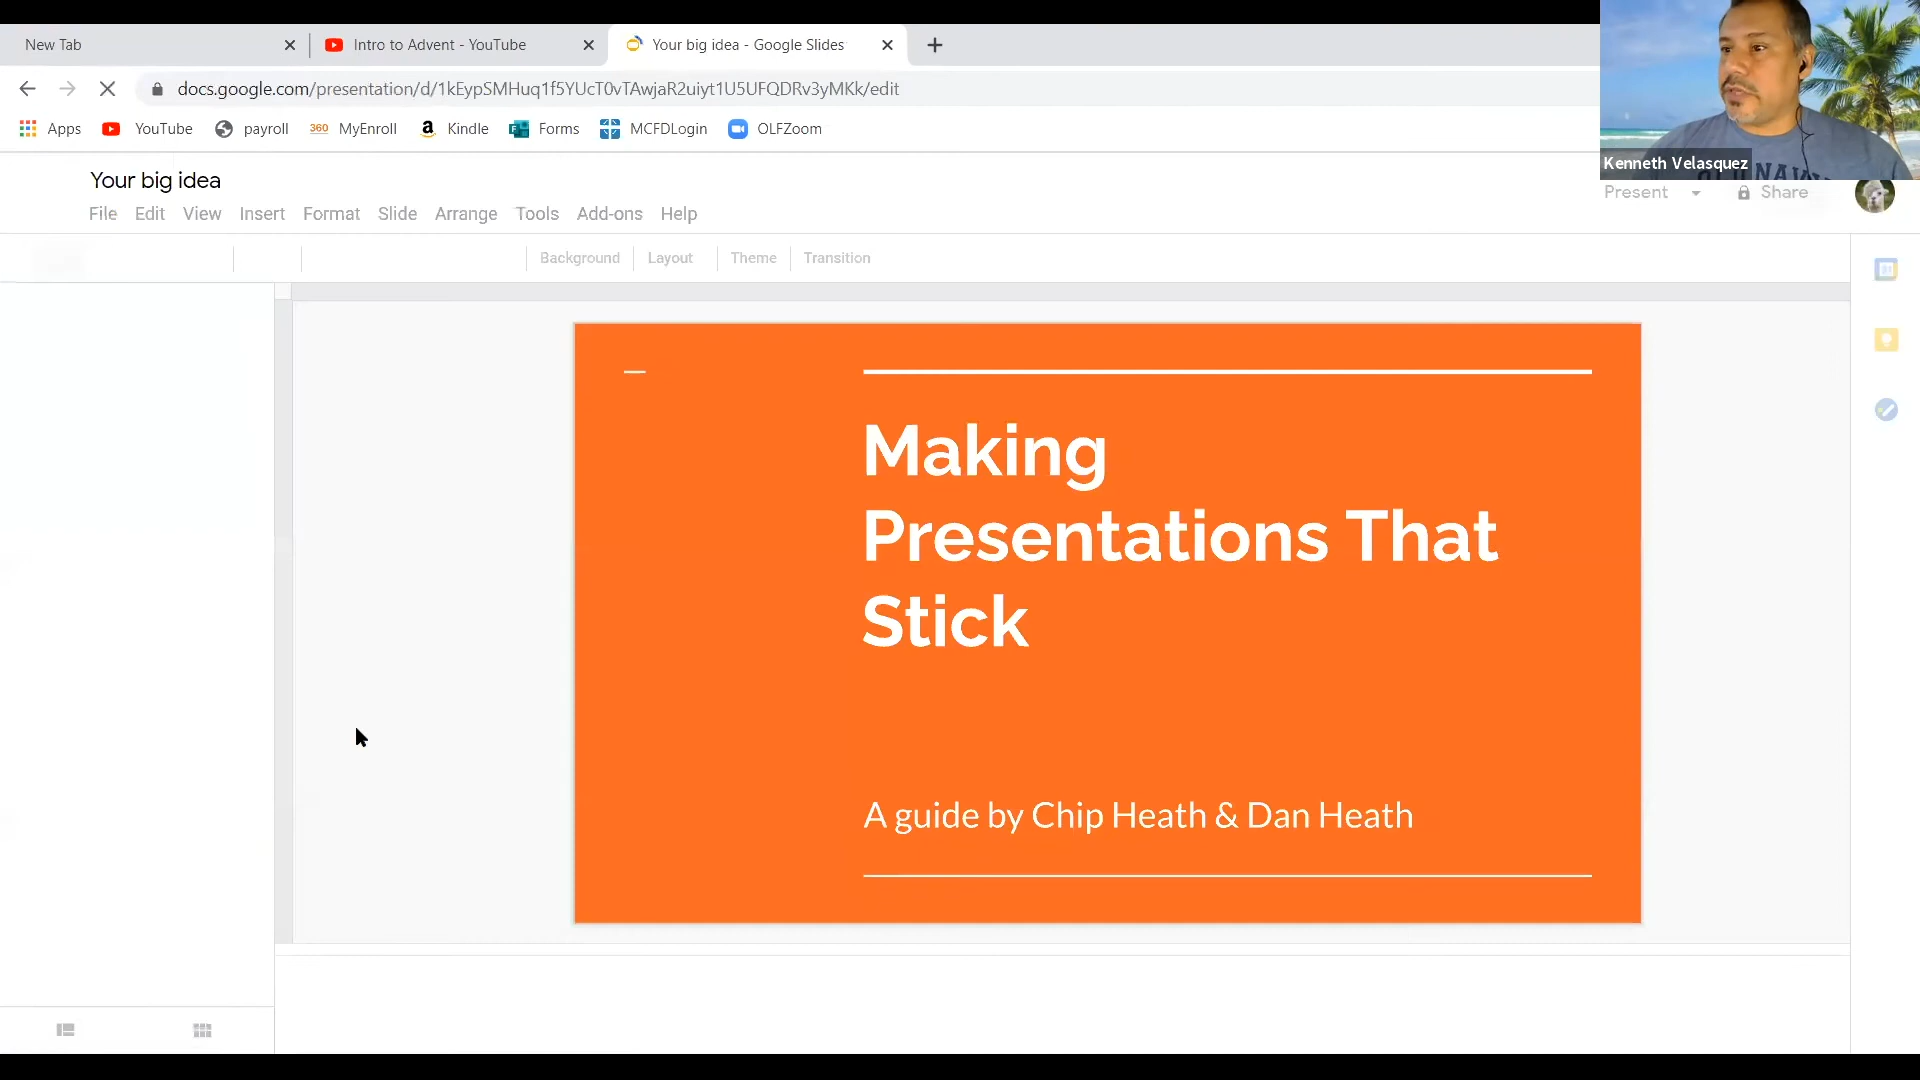 New Tab
Intro to Advent - YouTube
Your big idea - Google Slides
docs.google.com/presentation/d/1kEypSMHuq1f5YUcT0vTAwjaR2uiyt1U5UFQDRv3yMKk/edit
Apps
YouTube
payroll
360 MyEnroll
Kindle
Forms
MCFDLogin
OLFZoom
Kenneth Velasquez
Your big idea
Present
Share
File Edit View Insert Format Slide Arrange Tools Add-ons Help
Background Layout Theme Transition
Making
Presentations That
Stick
A guide by Chip Heath & Dan Heath